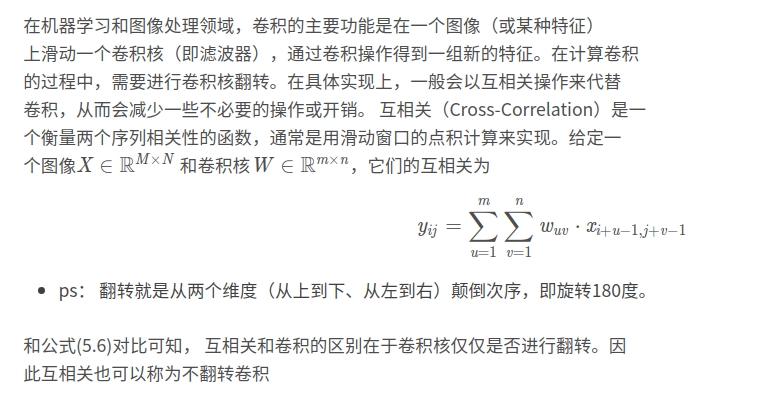 在机器学习和图像处理领域，卷积的主要功能是在一个图像（或某种特征）
上滑动一个卷积核（即滤波器），通过卷积操作得到一组新的特征。在计算卷积
的过程中，需要进行卷积核翻转。在具体实现上，一般会以互相关操作来代替
卷积，从而会减少一些不必要的操作或开销。 互相关（Cross-Correlation）是一
个衡量两个序列相关性的函数，通常是用滑动窗口的点积计算来实现。给定一
个图像$X \in \mathbb{R}^{M \times N}$ 和卷积核 $W \in \mathbb{R}^{m \times n}$，它们的互相关为
$y_{ij} = \sum_{u=1}^{m} \sum_{v=1}^{n} w_{uv} \cdot x_{i+u-1,j+v-1}$
• ps： 翻转就是从两个维度（从上到下、从左到右）颠倒次序，即旋转180度。
和公式(5.6)对比可知， 互相关和卷积的区别在于卷积核仅仅是否进行翻转。因
此互相关也可以称为不翻转卷积